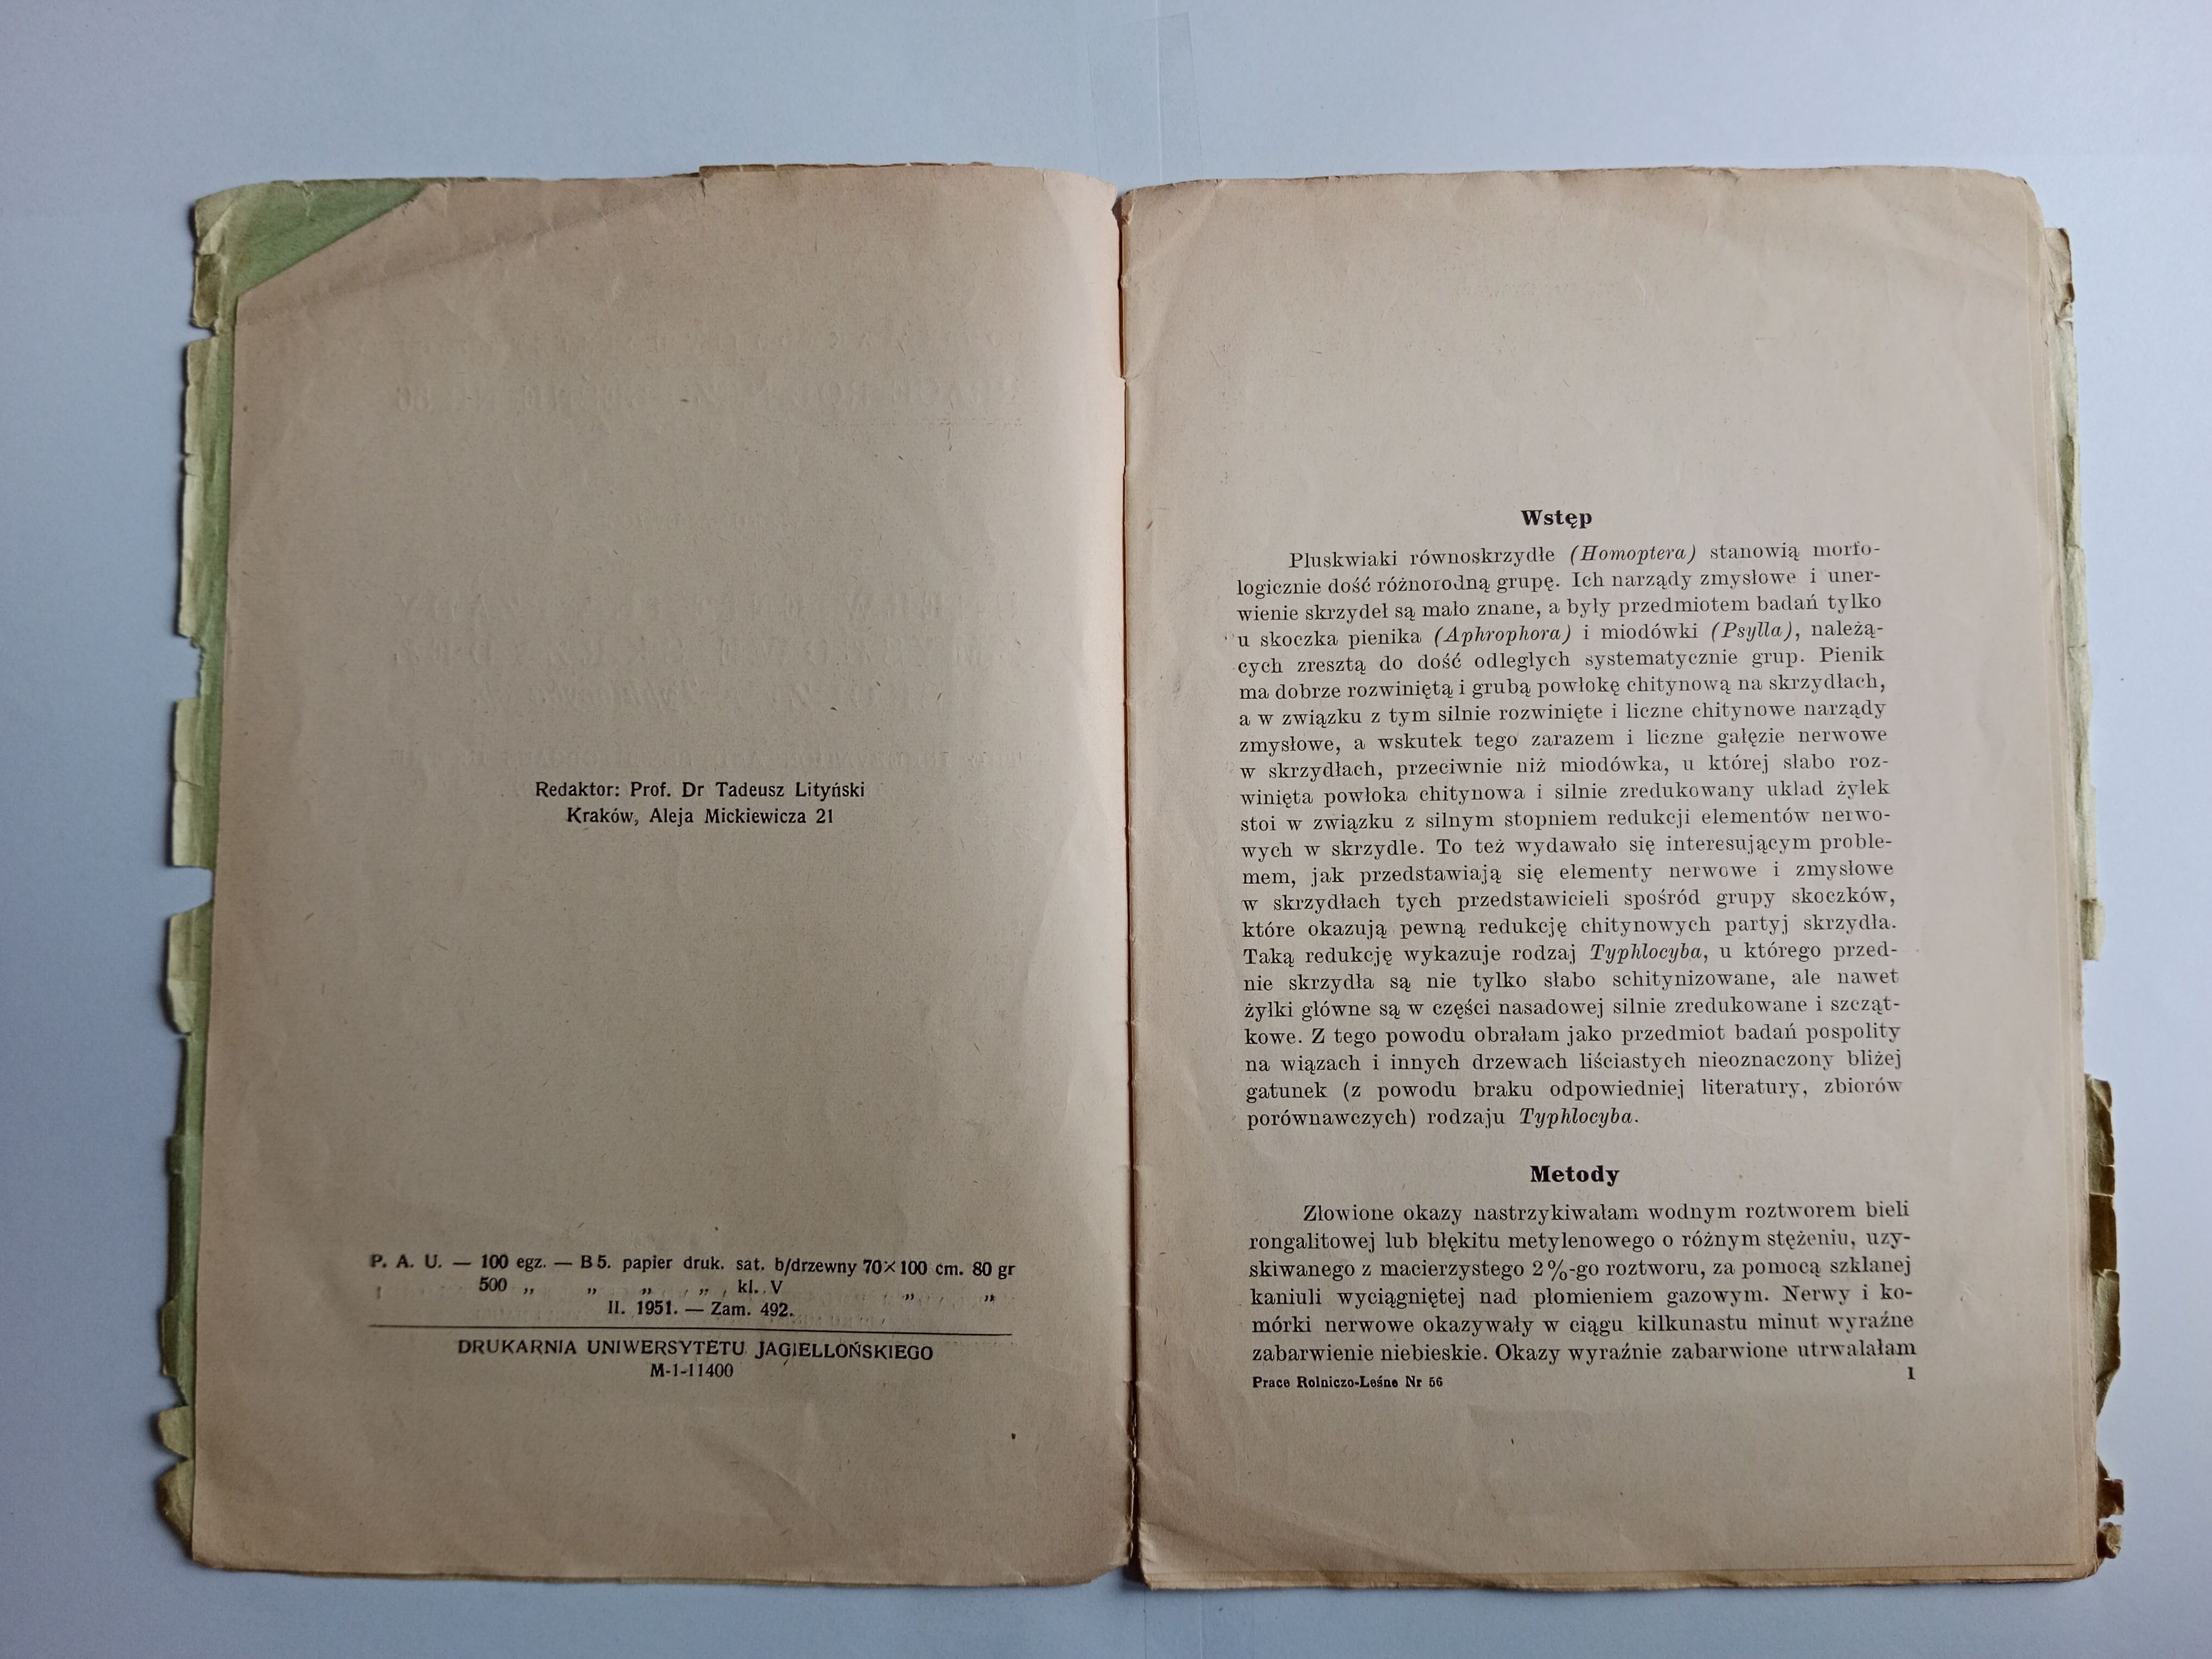 Redaktor: Prof. Dr Tadeusz Lityński
Kraków, Aleja Mickiewicza 21
P. A. U. — 100 egz. — B 5. papier druk. sat. b/drzewny 70×100 cm. 80 gr
500 „ „ „ „ kl. V „ „
II. 1951. — Zam. 492.
DRUKARNIA UNIWERSYTETU JAGIELLOŃSKIEGO
M-1-11400
Wstęp
Pluskwiaki równoskrzydłe (Homoptera) stanowią morfo-
logicznie dość różnorodną grupę. Ich narządy zmysłowe i uner-
wienie skrzydeł są mało znane, a były przedmiotem badań tylko
u skoczka pienika (Aphrophora) i miodówki (Psylla), należą-
cych zresztą do dość odległych systematycznie grup. Pienik
ma dobrze rozwiniętą i grubą powłokę chitynową na skrzydłach,
a w związku z tym silnie rozwinięte i liczne chitynowe narządy
zmysłowe, a wskutek tego zarazem i liczne gałęzie nerwowe
w skrzydłach, przeciwnie niż miodówka, u której słabo roz-
winięta powłoka chitynowa i silnie zredukowany układ żyłek
stoi w związku z silnym stopniem redukcji elementów nerwo-
wych w skrzydle. To też wydawało się interesującym proble-
mem, jak przedstawiają się elementy nerwowe i zmysłowe
w skrzydłach tych przedstawicieli spośród grupy skoczków,
które okazują pewną redukcję chitynowych partyj skrzydła.
Taką redukcję wykazuje rodzaj Typhlocyba, u którego przed-
nie skrzydła są nie tylko słabo schitynizowane, ale nawet
żyłki główne są w części nasadowej silnie zredukowane i szcząt-
kowe. Z tego powodu obrałam jako przedmiot badań pospolity
na wiązach i innych drzewach liściastych nieoznaczony bliżej
gatunek (z powodu braku odpowiedniej literatury, zbiorów
porównawczych) rodzaju Typhlocyba.
Metody
Złowione okazy nastrzykiwałam wodnym roztworem bieli
rongalitowej lub błękitu metylenowego o różnym stężeniu, uzy-
skiwanego z macierzystego 2%-go roztworu, za pomocą szklanej
kaniuli wyciągniętej nad płomieniem gazowym. Nerwy i ko-
mórki nerwowe okazywały w ciągu kilkunastu minut wyraźne
zabarwienie niebieskie. Okazy wyraźnie zabarwione utrwalałam
Prace Rolniczo-Leśne Nr 56
1